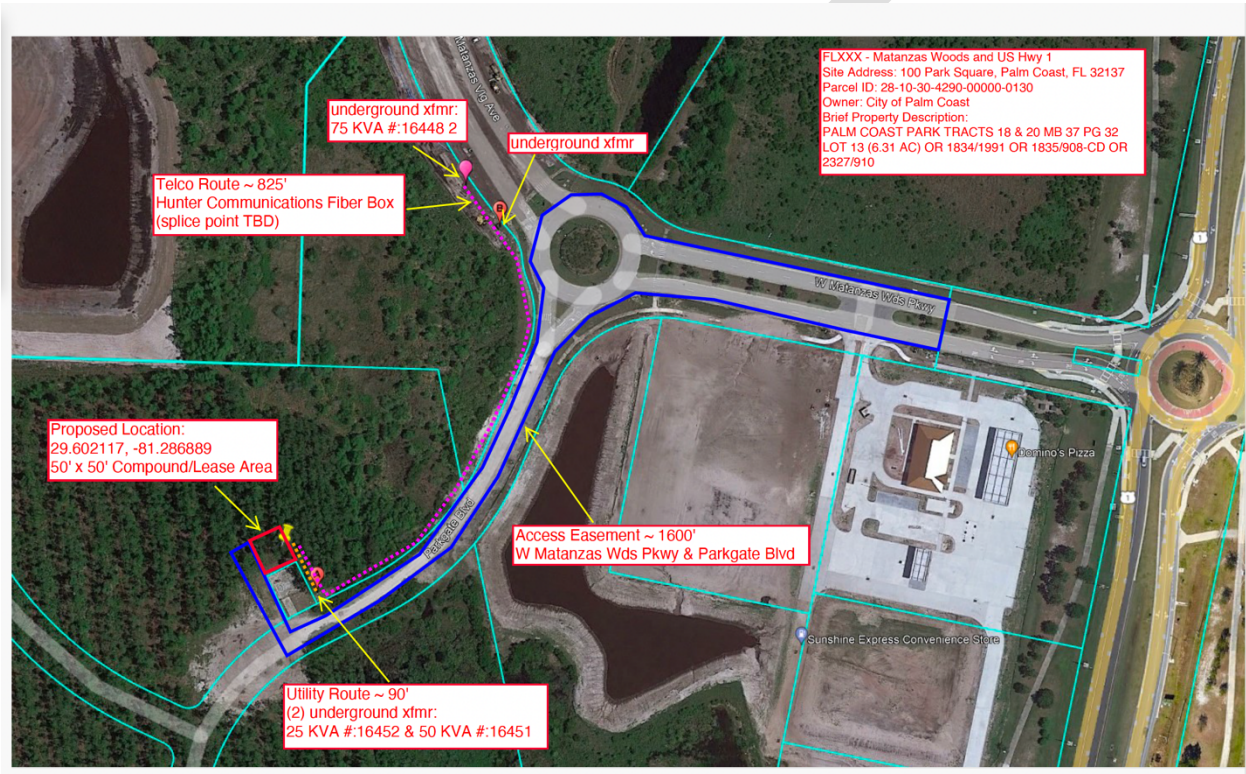 FLXXX - Matanzas Woods and US Hwy 1
Site Address: 100 Park Square, Palm Coast, FL 32137
Parcel ID: 28-10-30-4290-00000-0130
Owner: City of Palm Coast
Brief Property Description:
PALM COAST PARK TRACTS 18 & 20 MB 37 PG 32
LOT 13 (6.31 AC) OR 1834/1991 OR 1835/908-CD OR
2327/910
Matanzas Vlg Ave
underground xfmr:
75 KVA #:16448 2
underground xfmr
Telco Route ~ 825'
Hunter Communications Fiber Box
(splice point TBD)
B
1
W Matanzas Wds Pkwy
Proposed Location:
29.602117, -81.286889
50' x 50' Compound/Lease Area
Domino's Pizza
1
Parkgate Blvd
Access Easement ~ 1600'
W Matanzas Wds Pkwy & Parkgate Blvd
A
Sunshine Express Convenience Store
Utility Route ~ 90'
(2) underground xfmr:
25 KVA #:16452 & 50 KVA #:16451